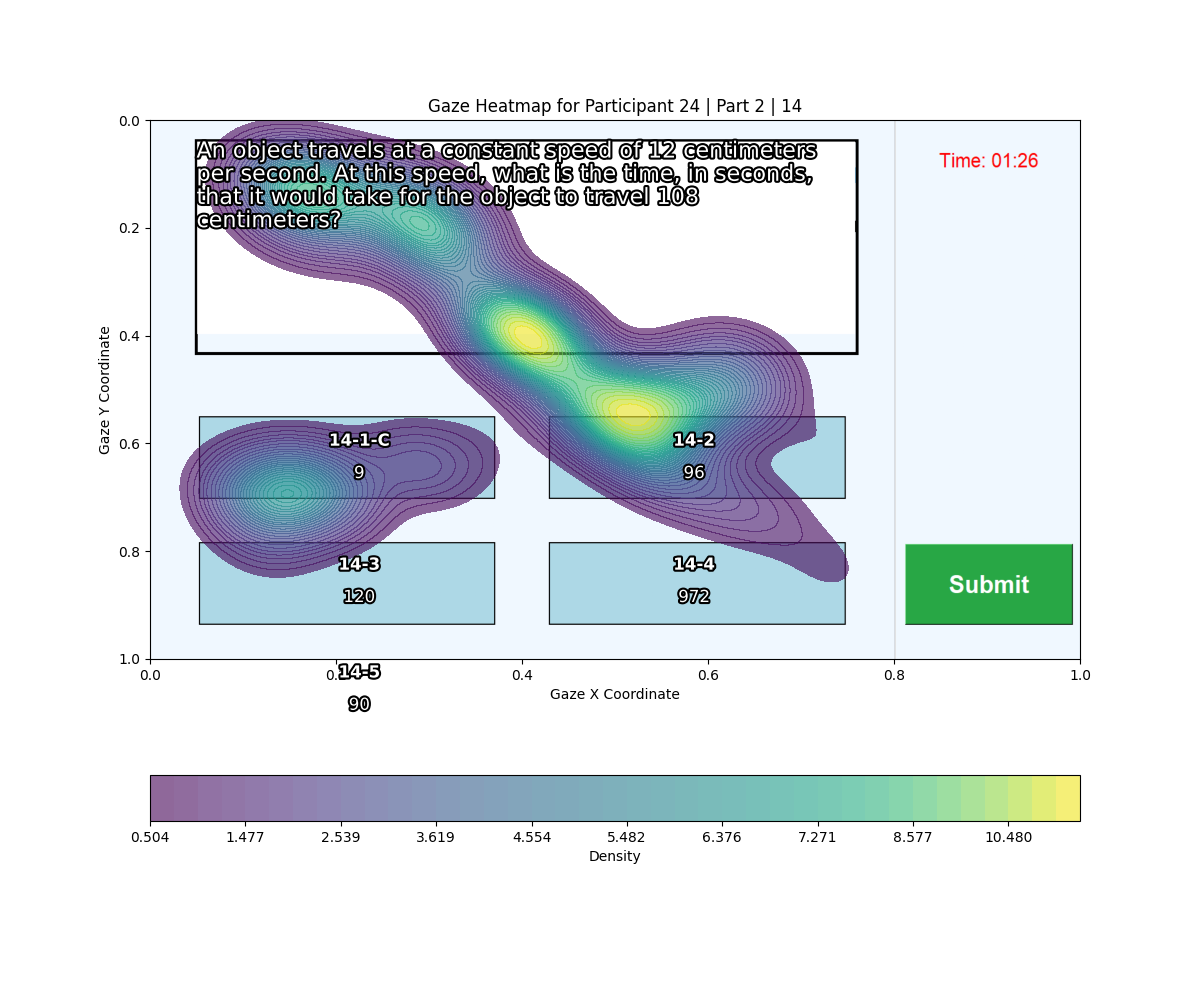 Gaze Heatmap for Participant 24 | Part 2 | 14
An object travels at a constant speed of 12 centimeters
per second. At this speed, what is the time, in seconds,
that it would take for the object to travel 108
centimeters?
Time: 01:26
0.0
0.2
0.4
0.6
0.8
1.0
Gaze Y Coordinate
14-1-C
9
14-2
96
14-3
120
14-4
972
Submit
14-5
90
0.0
0.4
0.6
0.8
1.0
Gaze X Coordinate
0.504
1.477
2.539
3.619
4.554
5.482
6.376
7.271
8.577
10.480
Density